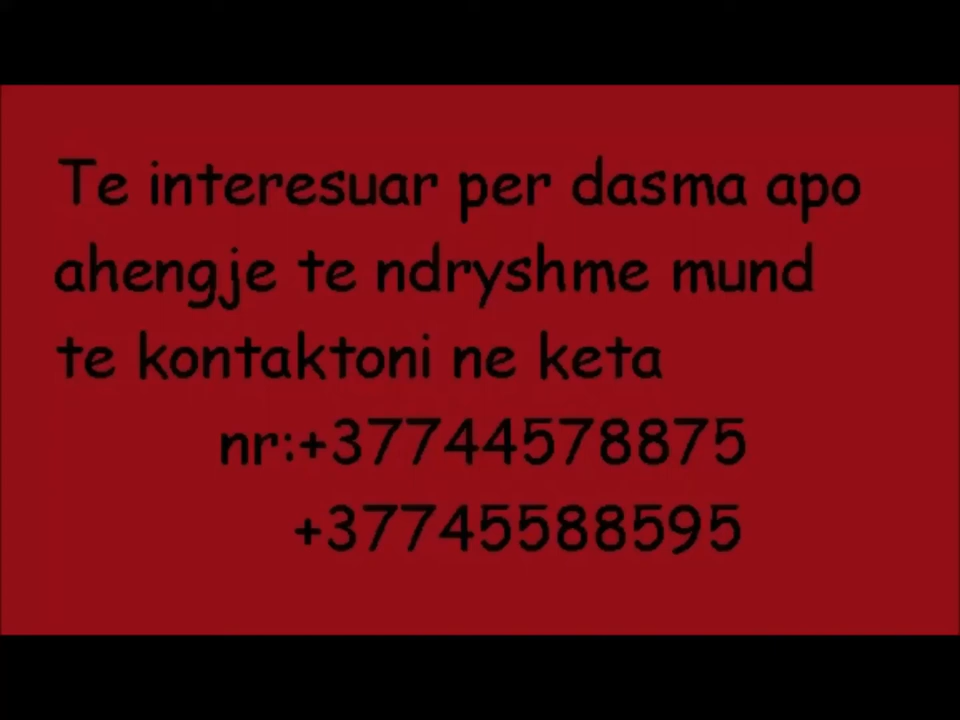 Te interesuar per dasma apo
ahengje te ndryshme mund
te kontaktoni ne keta
nr:+37744578875
+37745588595